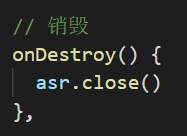 // 销毁
onDestroy() {
  asr.close()
},